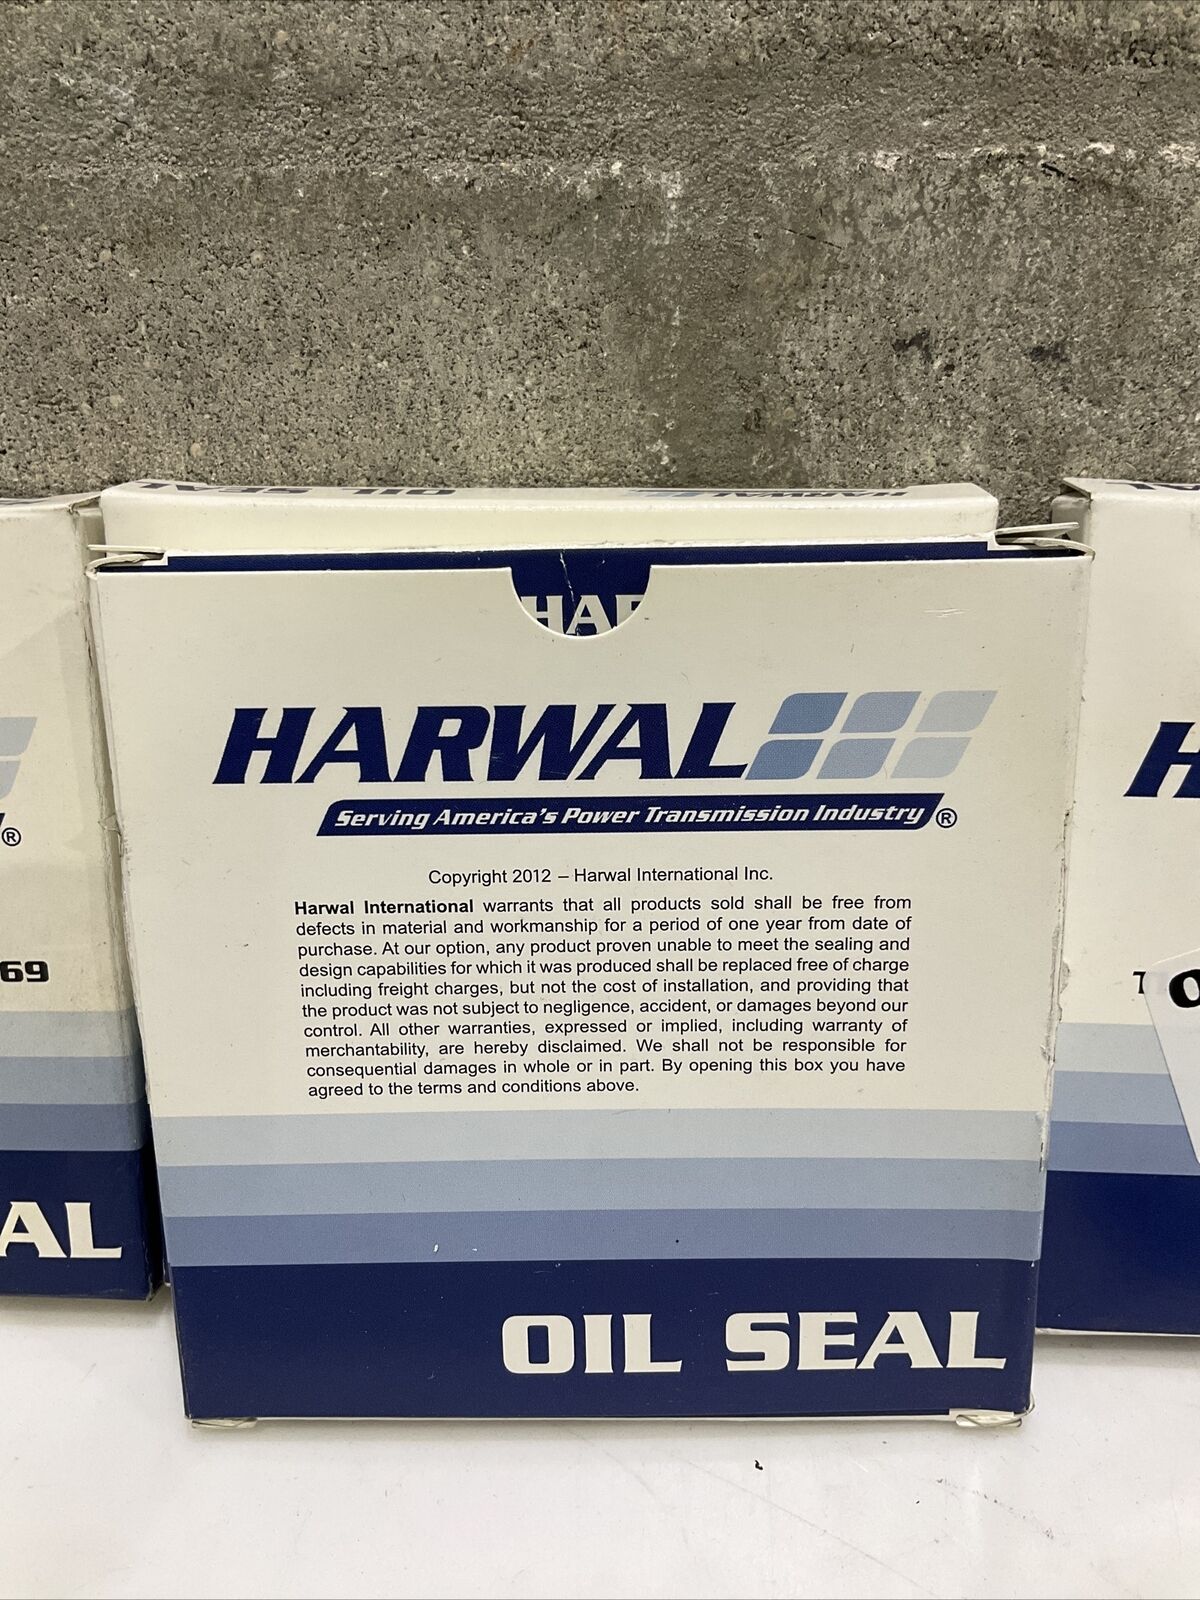 OIL SEAL HARWAL
HAR
HARWAL
Serving America's Power Transmission Industry ®
Copyright 2012 – Harwal International Inc.
Harwal International warrants that all products sold shall be free from
defects in material and workmanship for a period of one year from date of
purchase. At our option, any product proven unable to meet the sealing and
design capabilities for which it was produced shall be replaced free of charge
including freight charges, but not the cost of installation, and providing that
the product was not subject to negligence, accident, or damages beyond our
control. All other warranties, expressed or implied, including warranty of
merchantability, are hereby disclaimed. We shall not be responsible for
consequential damages in whole or in part. By opening this box you have
agreed to the terms and conditions above.
OIL SEAL
®
69
AL
H